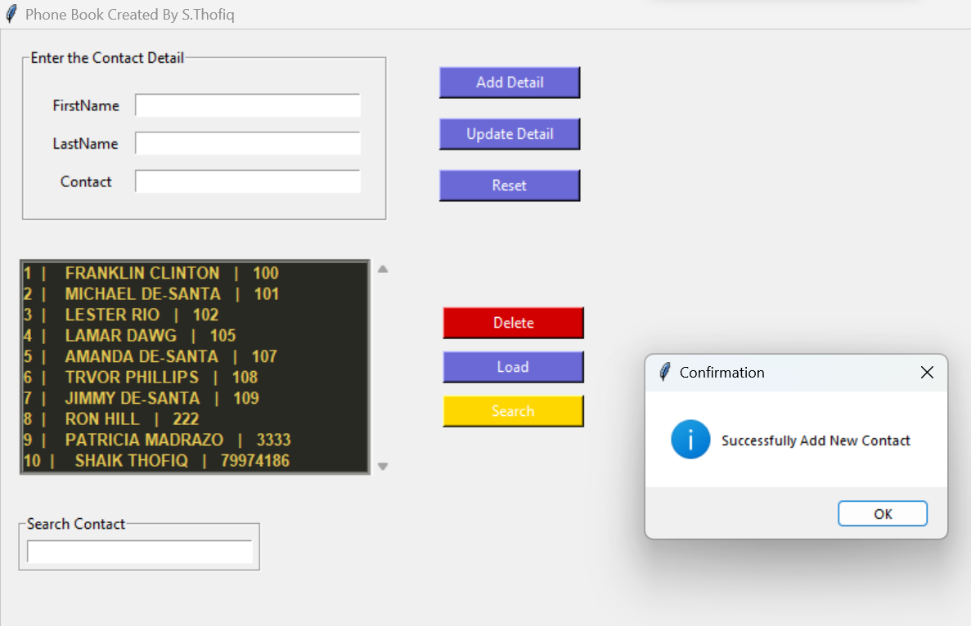 Phone Book Created By S.Thofiq
Enter the Contact Detail
FirstName
LastName
Contact
Add Detail
Update Detail
Reset
1 | FRANKLIN CLINTON | 100
2 | MICHAEL DE-SANTA | 101
3 | LESTER RIO | 102
4 | LAMAR DAWG | 105
5 | AMANDA DE-SANTA | 107
6 | TRVOR PHILLIPS | 108
7 | JIMMY DE-SANTA | 109
8 | RON HILL | 222
9 | PATRICIA MADRAZO | 3333
10 | SHAIK THOFIQ | 79974186
Delete
Load
Search
Search Contact
Confirmation
Successfully Add New Contact
OK